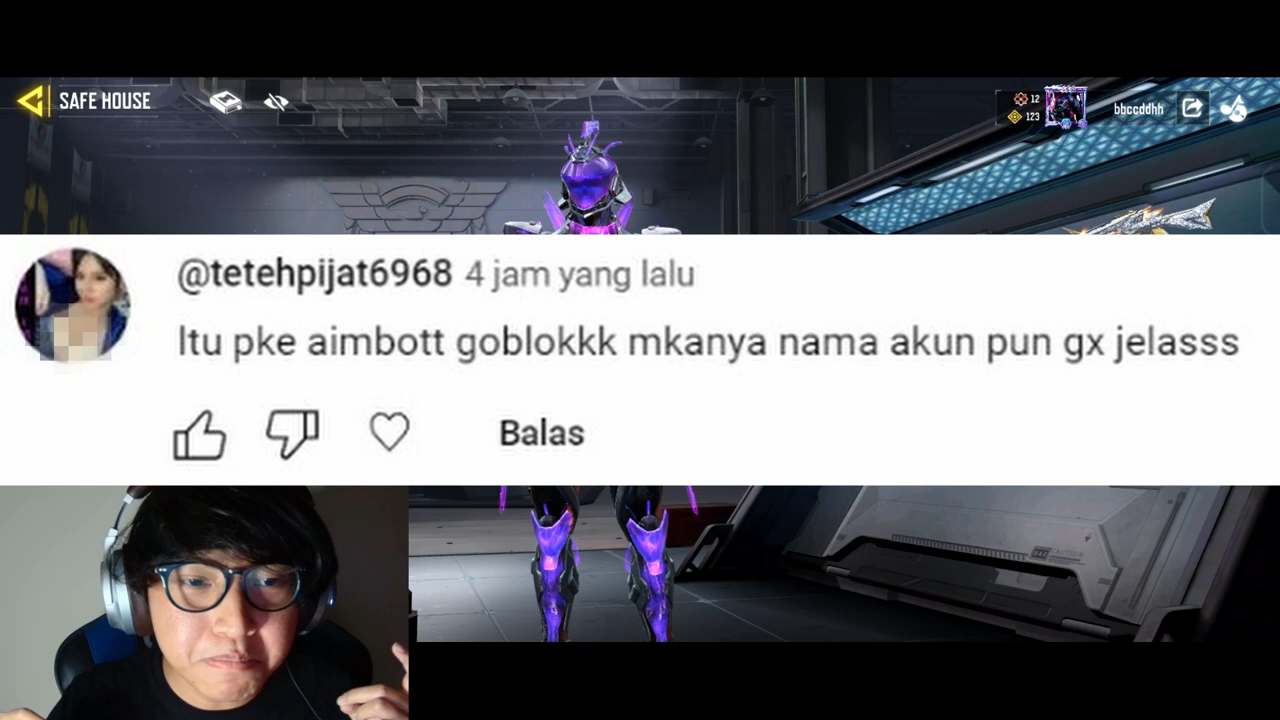 SAFE HOUSE
12
123
bbccddhh
@tetehpijat6968 4 jam yang lalu
Itu pke aimbott goblokkk mkanya nama akun pun gx jelasss
Balas
CAUTION